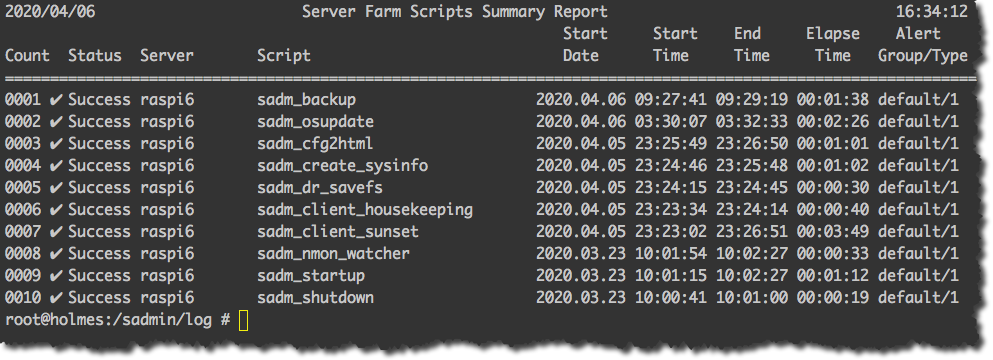 2020/04/06 Server Farm Scripts Summary Report 16:34:12
Start Start End Elapse Alert
Count Status Server Script Date Time Time Time Group/Type
================================================================================
0001 ✔ Success raspi6 sadm_backup 2020.04.06 09:27:41 09:29:19 00:01:38 default/1
0002 ✔ Success raspi6 sadm_osupdate 2020.04.06 03:30:07 03:32:33 00:02:26 default/1
0003 ✔ Success raspi6 sadm_cfg2html 2020.04.05 23:25:49 23:26:50 00:01:01 default/1
0004 ✔ Success raspi6 sadm_create_sysinfo 2020.04.05 23:24:46 23:25:48 00:01:02 default/1
0005 ✔ Success raspi6 sadm_dr_savefs 2020.04.05 23:24:15 23:24:45 00:00:30 default/1
0006 ✔ Success raspi6 sadm_client_housekeeping 2020.04.05 23:23:34 23:24:14 00:00:40 default/1
0007 ✔ Success raspi6 sadm_client_sunset 2020.04.05 23:23:02 23:26:51 00:03:49 default/1
0008 ✔ Success raspi6 sadm_nmon_watcher 2020.03.23 10:01:54 10:02:27 00:00:33 default/1
0009 ✔ Success raspi6 sadm_startup 2020.03.23 10:01:15 10:02:27 00:01:12 default/1
0010 ✔ Success raspi6 sadm_shutdown 2020.03.23 10:00:41 10:01:00 00:00:19 default/1
root@holmes:/sadmin/log #